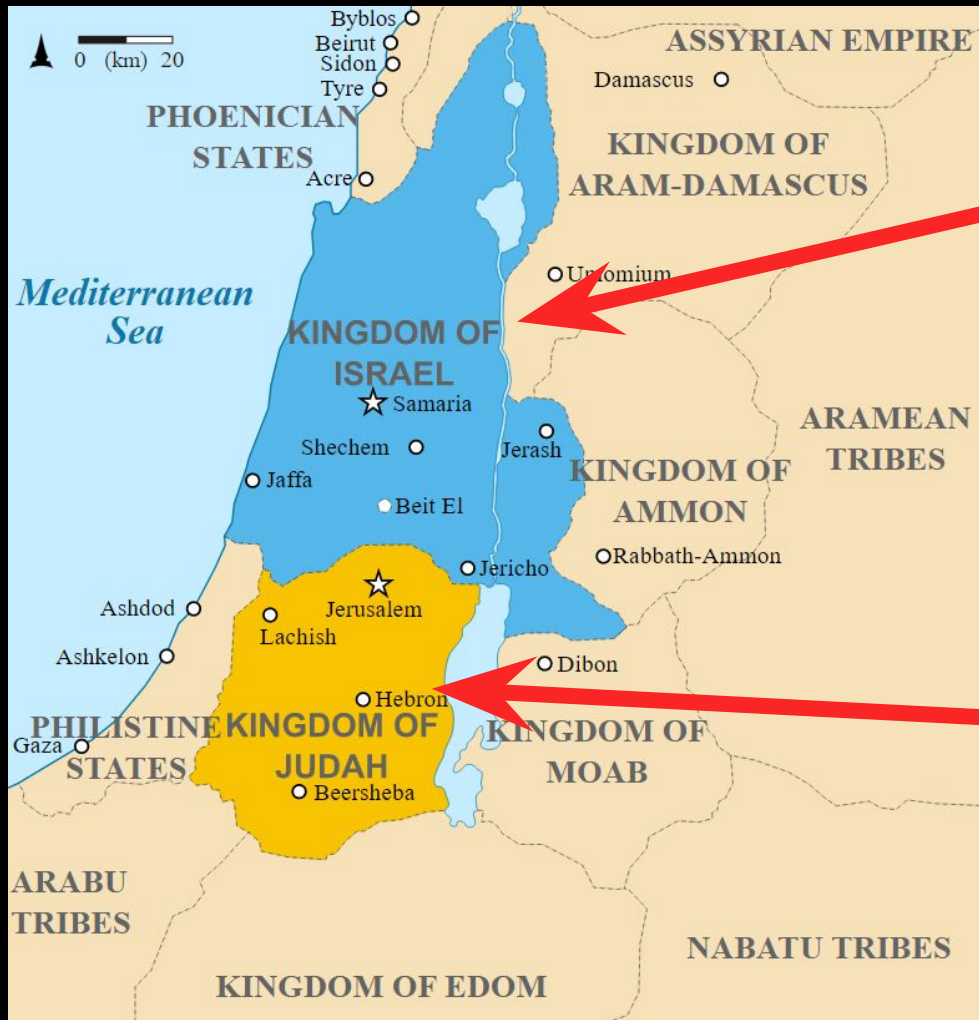 Byblos
Beirut
Sidon
Tyre
0 (km) 20
ASSYRIAN EMPIRE
Damascus
PHOENICIAN
STATES
KINGDOM OF
ARAM-DAMASCUS
Acre
Mediterranean
Sea
KINGDOM OF
ISRAEL
Samaria
Shechem
Jerash
Jaffa
Beit El
ARAMEAN
TRIBES
KINGDOM OF
AMMON
Rabbath-Ammon
Jericho
Ashdod
Jerusalem
Lachish
Ashkelon
Dibon
Hebron
PHILISTINE
STATES
Gaza
KINGDOM OF
JUDAH
KINGDOM OF
MOAB
Beersheba
ARABU
TRIBES
NABATU TRIBES
KINGDOM OF EDOM